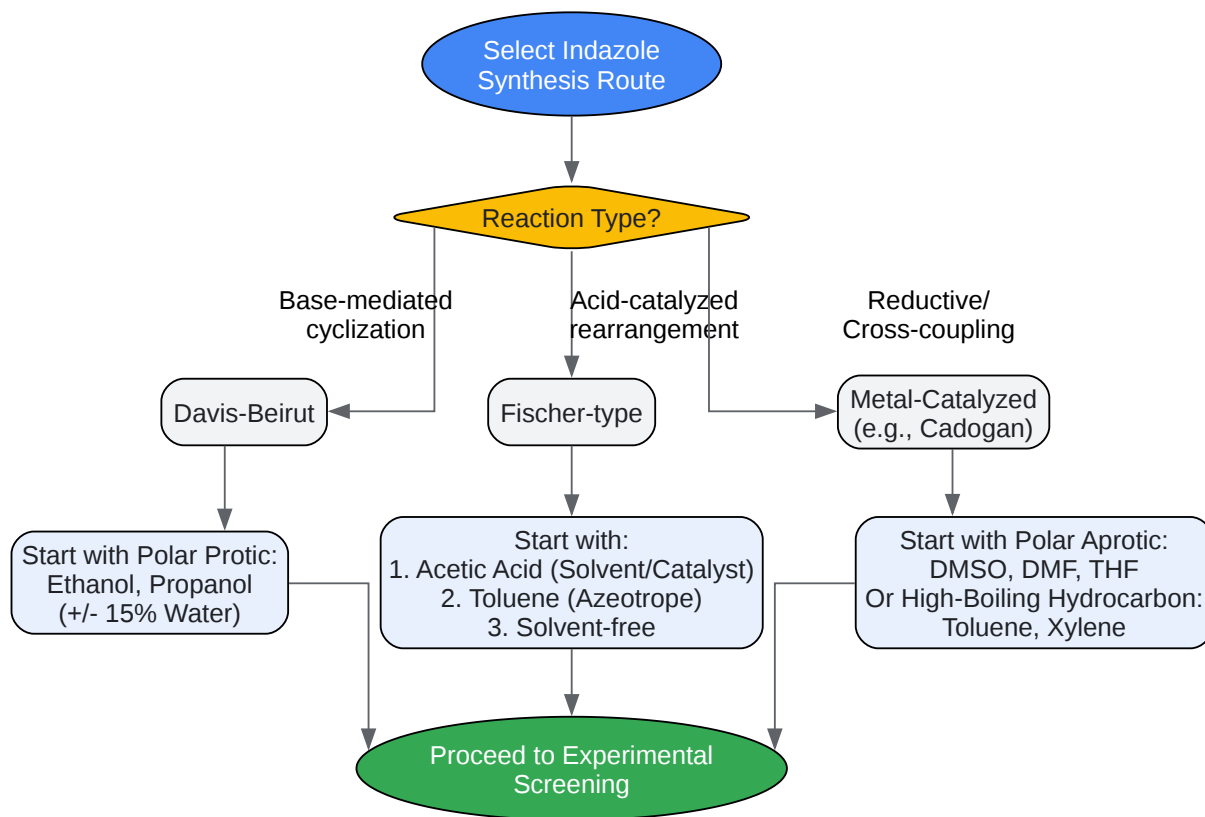 Select Indazole
Synthesis Route
Reaction Type?
Base-mediated
cyclization
Acid-catalyzed
rearrangement
Reductive/
Cross-coupling
Davis-Beirut
Fischer-type
Metal-Catalyzed
(e.g., Cadogan)
Start with Polar Protic:
Ethanol, Propanol
(+/- 15% Water)
Start with:
1. Acetic Acid (Solvent/Catalyst)
2. Toluene (Azeotrope)
3. Solvent-free
Start with Polar Aprotic:
DMSO, DMF, THF
Or High-Boiling Hydrocarbon:
Toluene, Xylene
Proceed to Experimental
Screening